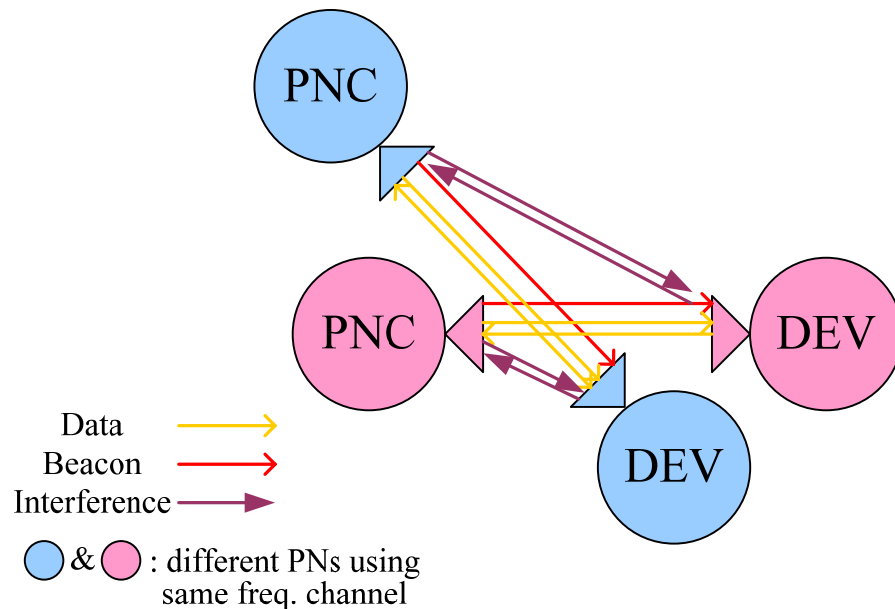 PNC
PNC
DEV
DEV
Data
Beacon
Interference
& : different PNs using
same freq. channel